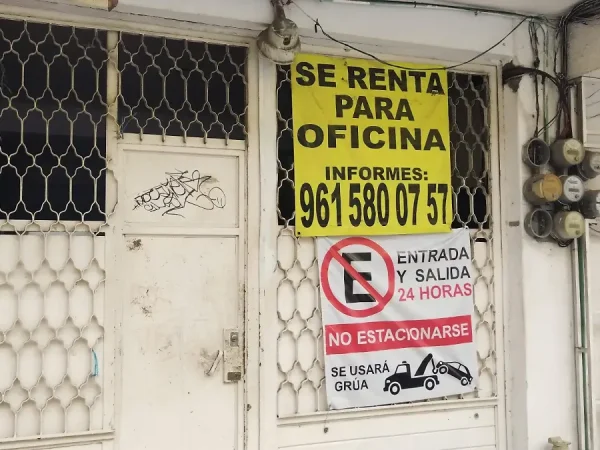 SE RENTA
PARA
OFICINA
INFORMES:
961 580 07 57
E
ENTRADA
Y SALIDA
24 HORAS
NO ESTACIONARSE
SE USARÁ
GRÚA